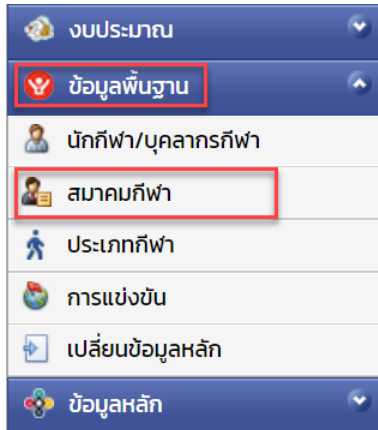 งบประมาณ
ข้อมูลพื้นฐาน
นักกีฬา/บุคลากรกีฬา
สมาคมกีฬา
ประเภทกีฬา
การแข่งขัน
เปลี่ยนข้อมูลหลัก
ข้อมูลหลัก